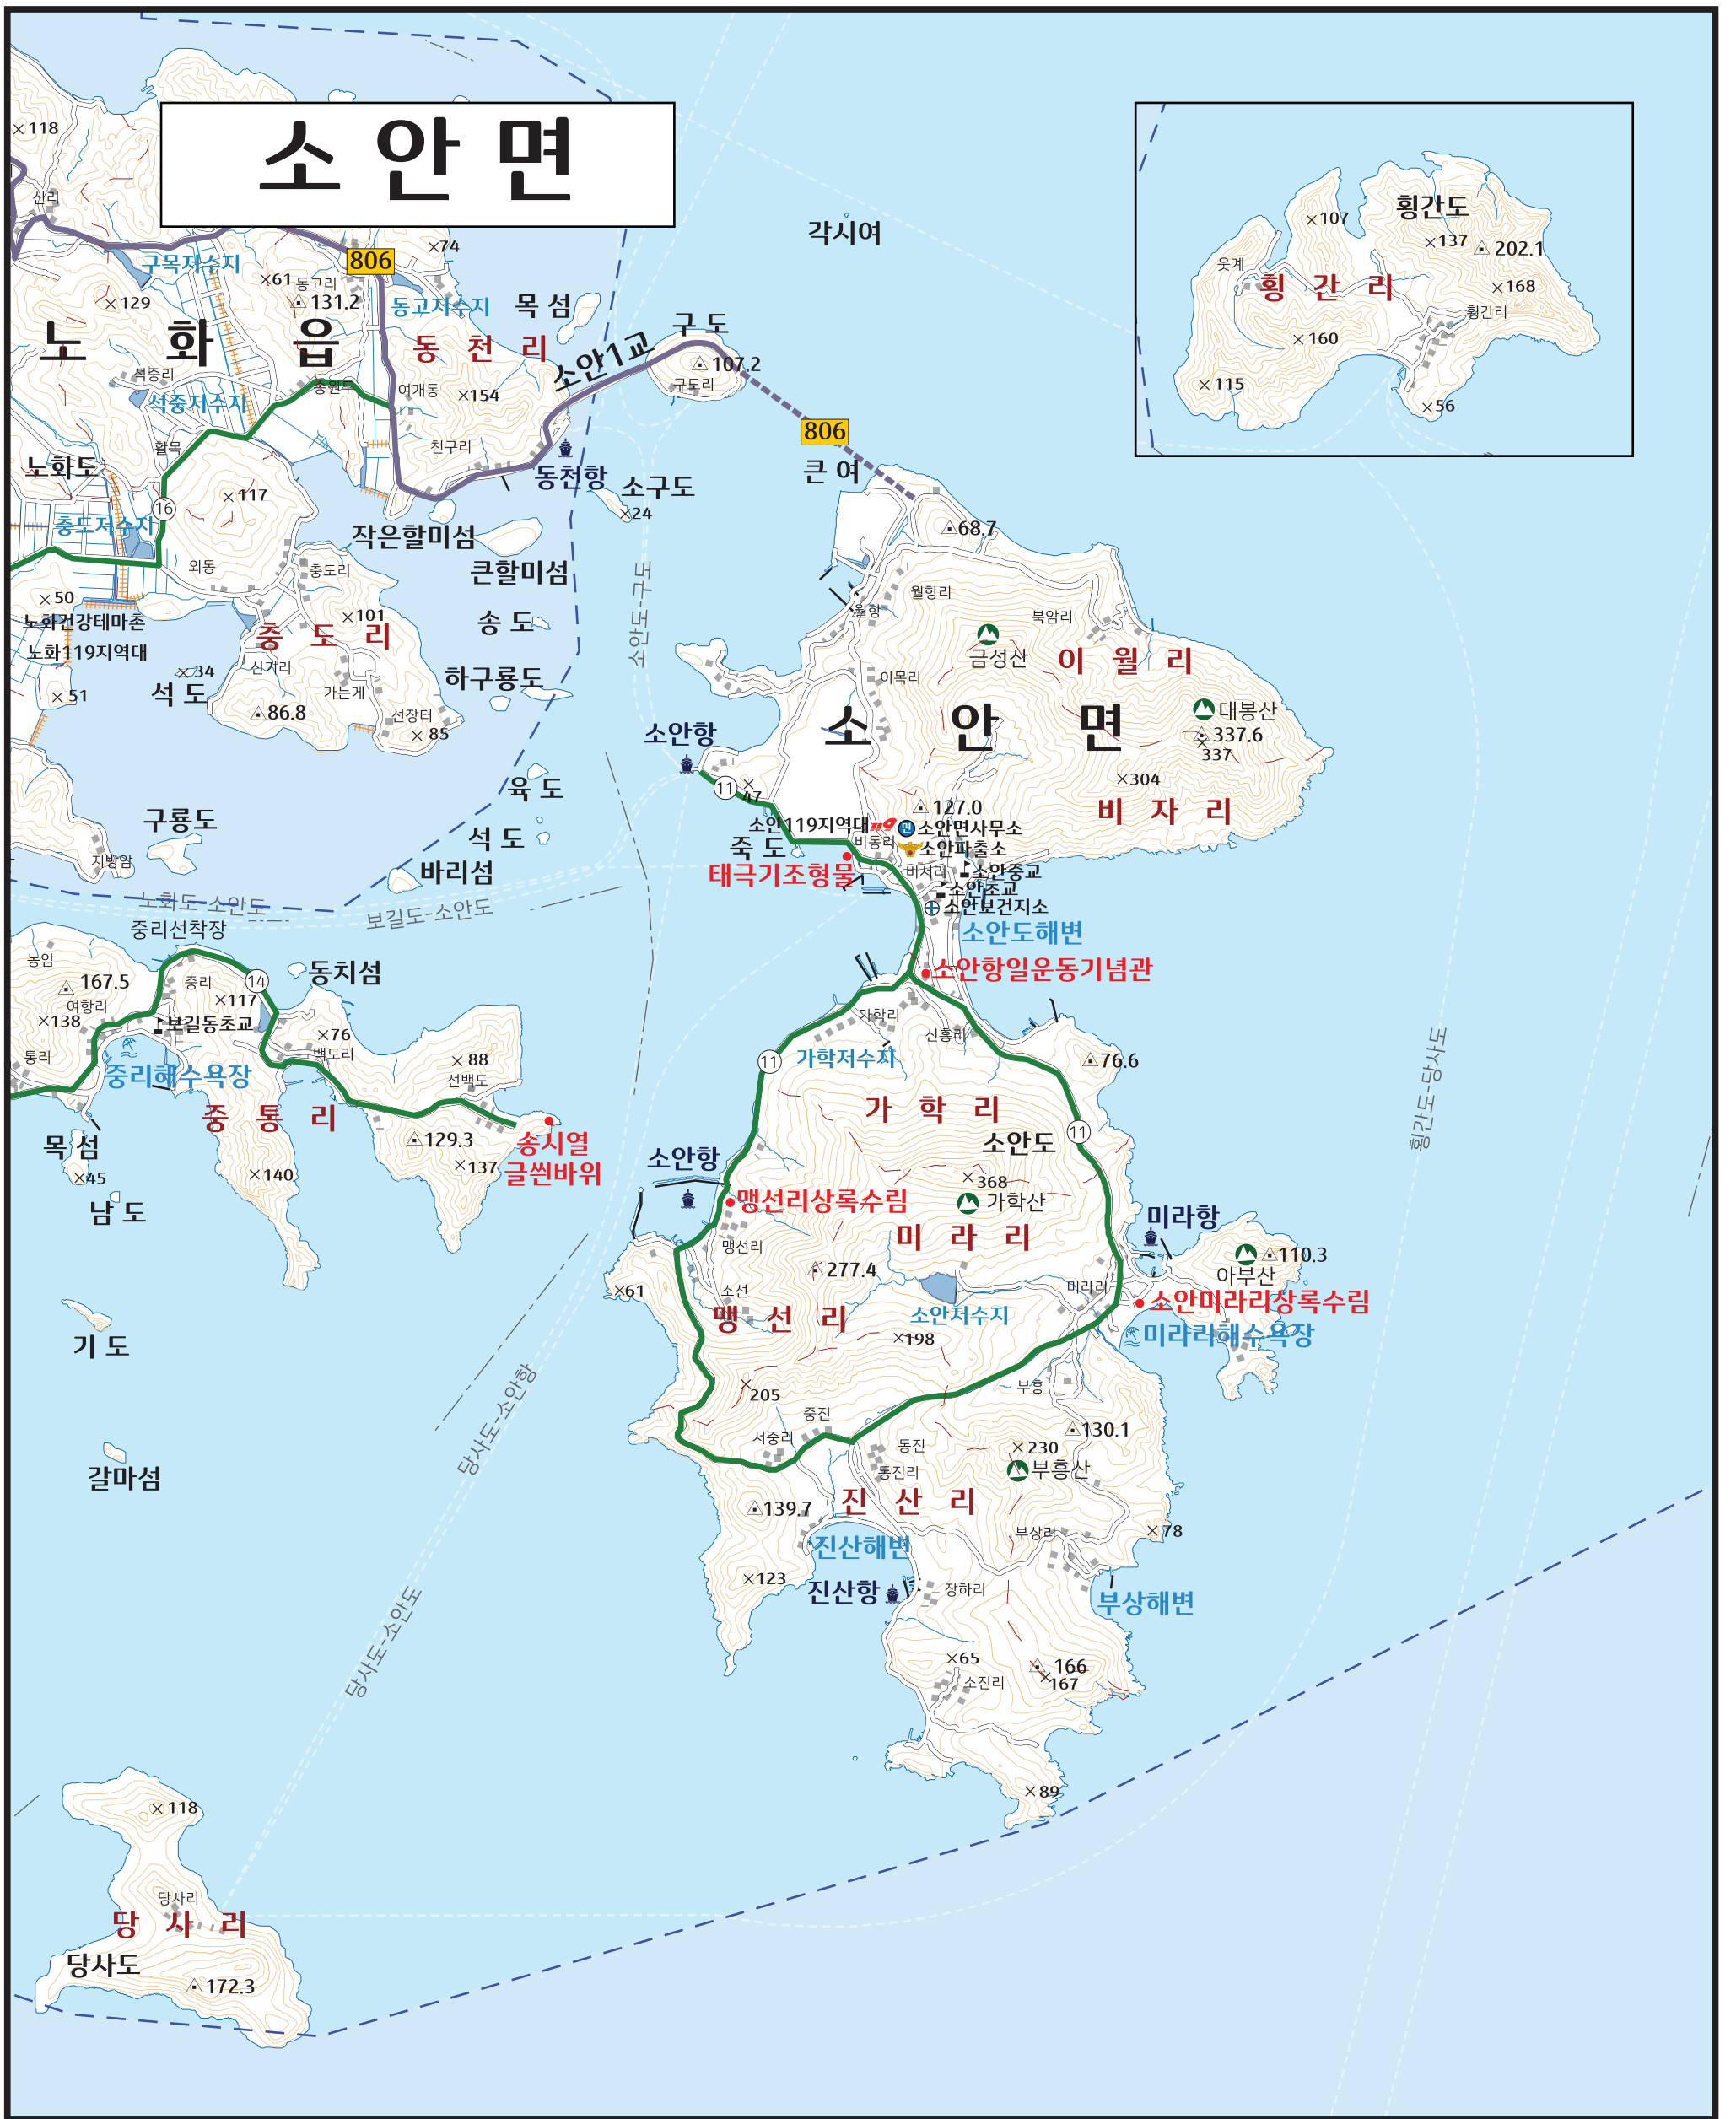 소 안 면
118
신리
구목저수지
61
동고리
131.2
129
806
74
동고저수지
목 섬
노 화 읍
동 천 리
석중리
석중저수지
여개동
154
천구리
소안1교
구 도
107.2
구도리
806
큰 여
각시여
횡간도
107
137
202.1
웃계
횡 간 리
168
횡간리
160
115
56
활목
노화도
117
16
충도저수지
외동
동천항
소구도
24
작은할미섬
큰할미섬
송 도
충도리
50
노화건강테마촌
노화119지역대
101
충 도 리
신거리
34
석 도
51
가는게
86.8
선장터
85
하구룡도
육 도
석 도
바리섬
구룡도
지방암
노화도-소안도
보길도-소안도
소안도-구도
68.7
월항리
월항
북암리
금성산
이 월 리
이목리
소 안 면
대봉산
337.6
337
304
비 자 리
소안항
11
47
127.0
소안119지역대
119
면
소안면사무소
비동리
소안파출소
죽 도
태극기조형물
비서리
소안중교
소안초교
소안보건지소
소안도해변
소안항일운동기념관
중리선착장
농암
167.5
여항리
138
통리
중리
117
14
동치섬
보길동초교
76
백도리
88
선백도
중리해수욕장
중 통 리
129.3
137
140
송시열
글씐바위
목 섬
45
남 도
기 도
갈마섬
가학리
신흥리
가학저수지
11
76.6
가 학 리
소안도
11
368
가학산
소안항
맹선리상록수림
맹선리
미 라 리
미라항
110.3
아부산
277.4
61
소선
맹 선 리
소안저수지
미라리
소안미라리상록수림
미라리해수욕장
198
205
부흥
중진
서중리
동진
동진리
130.1
230
부흥산
139.7
진 산 리
진산해변
부상리
78
123
진산항
장하리
부상해변
65
소진리
166
167
89
횡간도-당사도
당사도-소안항
당사도-소안도
118
당사리
당 사 리
당사도
172.3